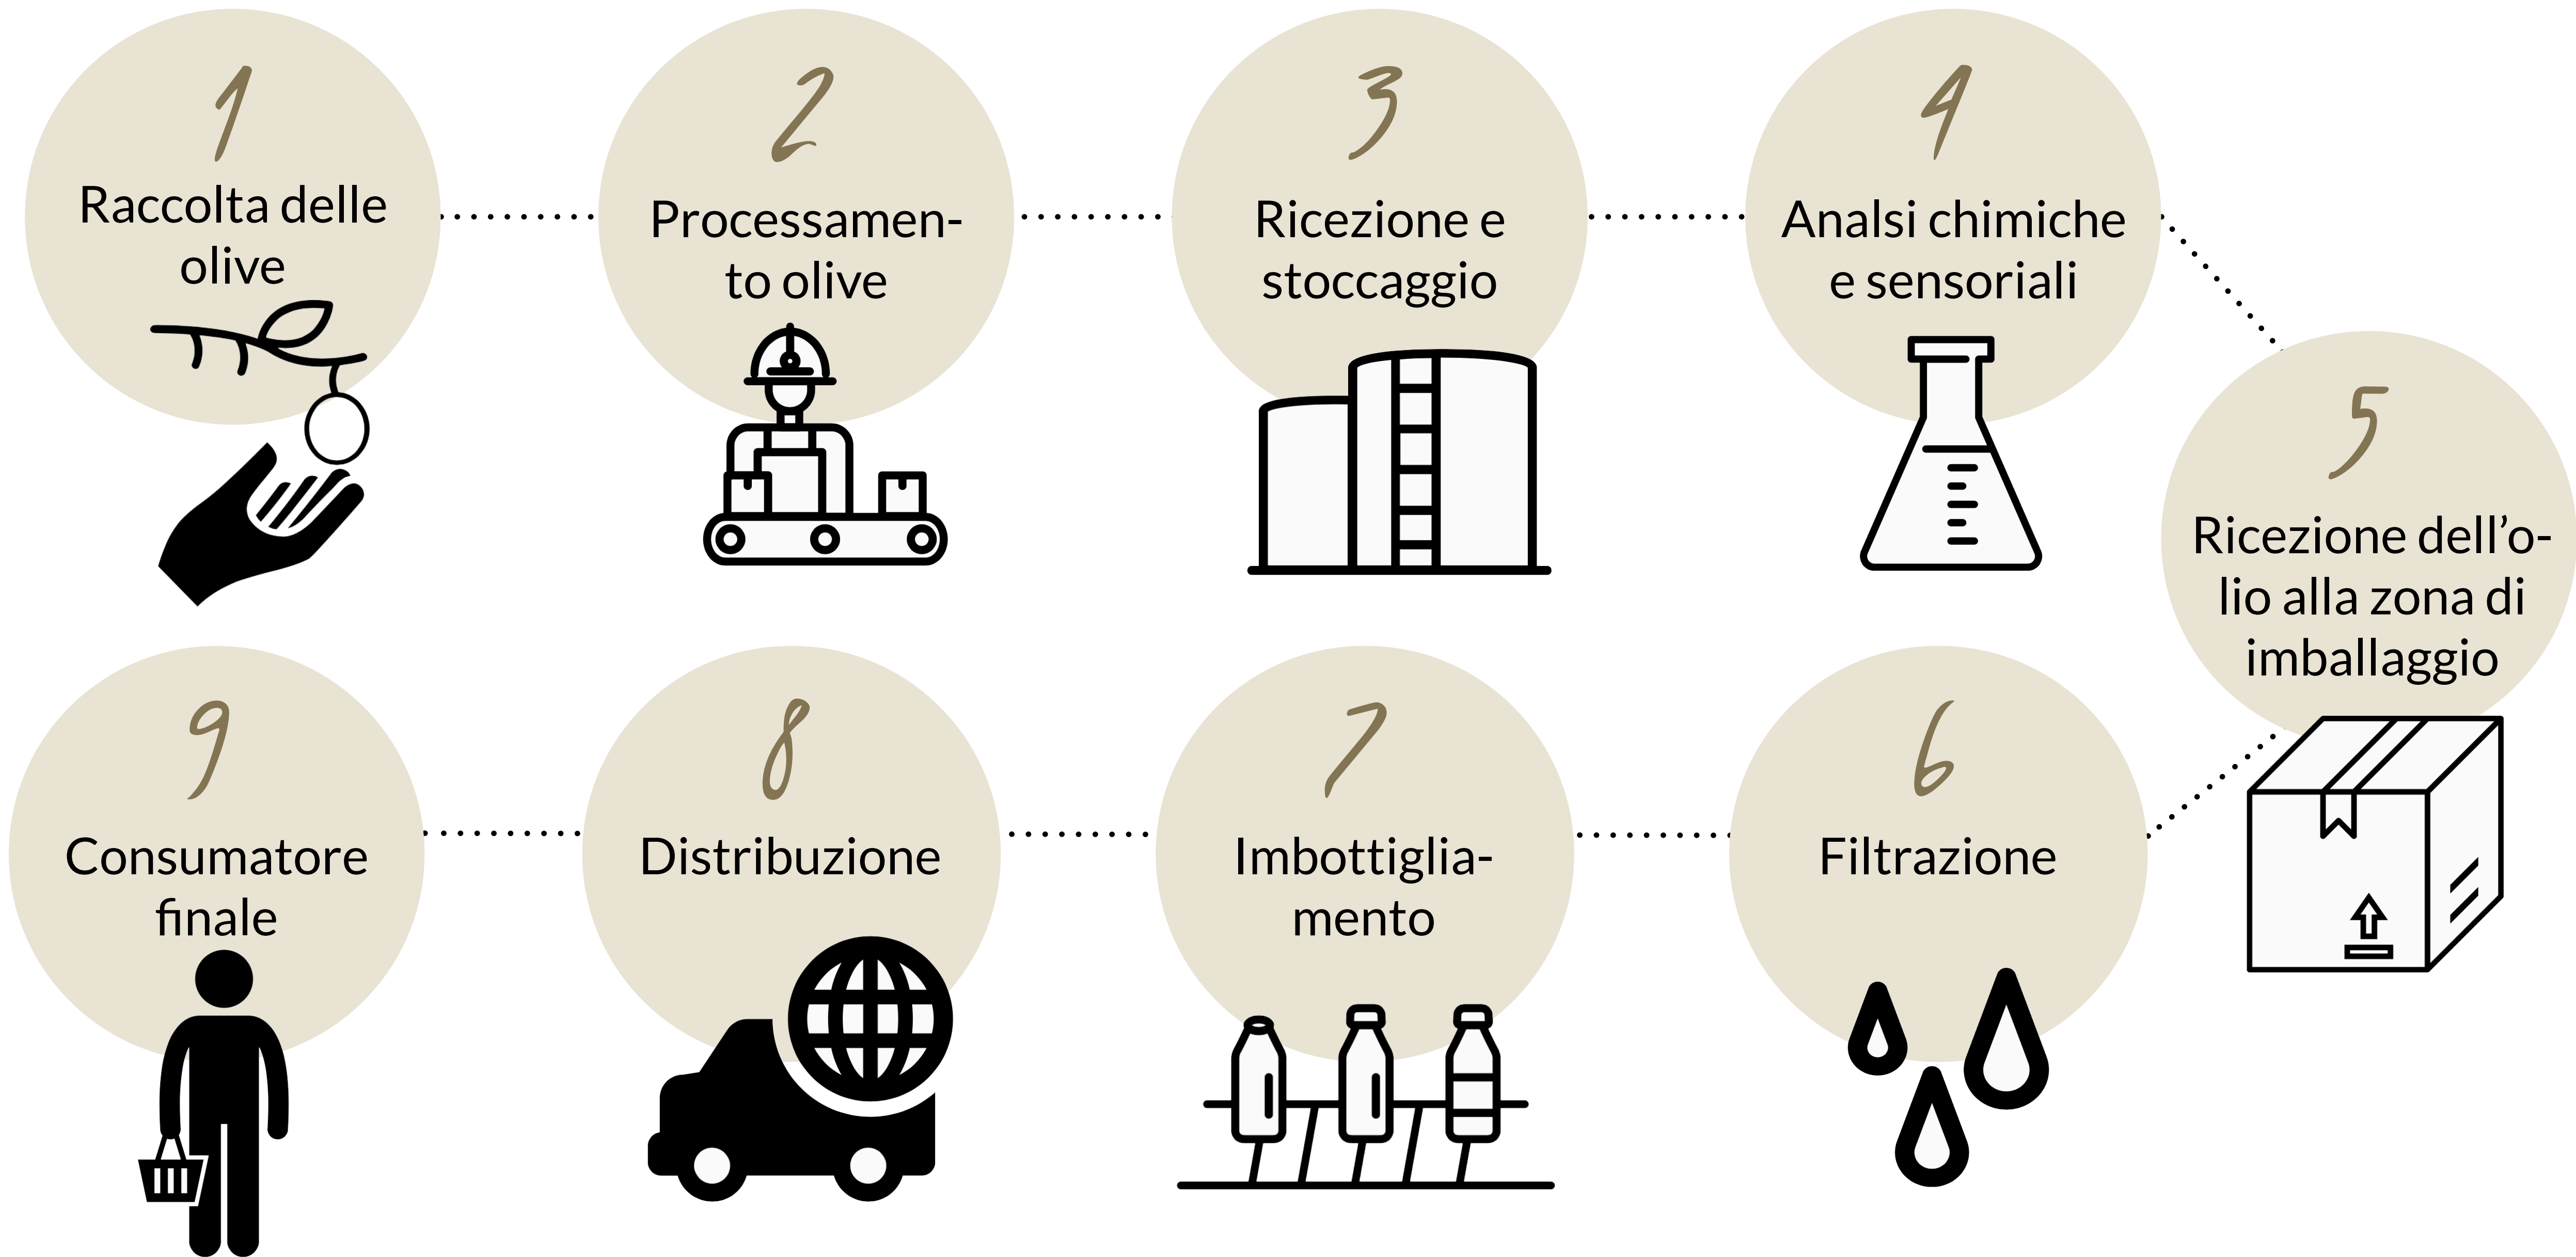 1
Raccolta delle
olive
2
Processamen-
to olive
3
Ricezione e
stoccaggio
4
Analsi chimiche
e sensoriali
5
Ricezione dell’o-
lio alla zona di
imballaggio
6
Filtrazione
7
Imbottiglia-
mento
8
Distribuzione
9
Consumatore
finale